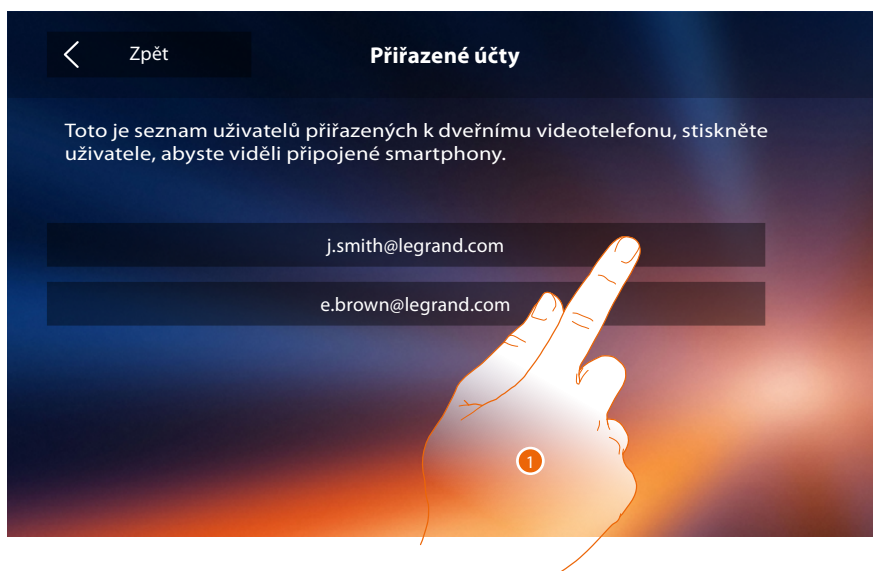 Zpět
Přiřazené účty
Toto je seznam uživatelů přiřazených k dveřnímu videotelefonu, stiskněte
uživatele, abyste viděli připojené smartphony.
j.smith@legrand.com
e.brown@legrand.com
1